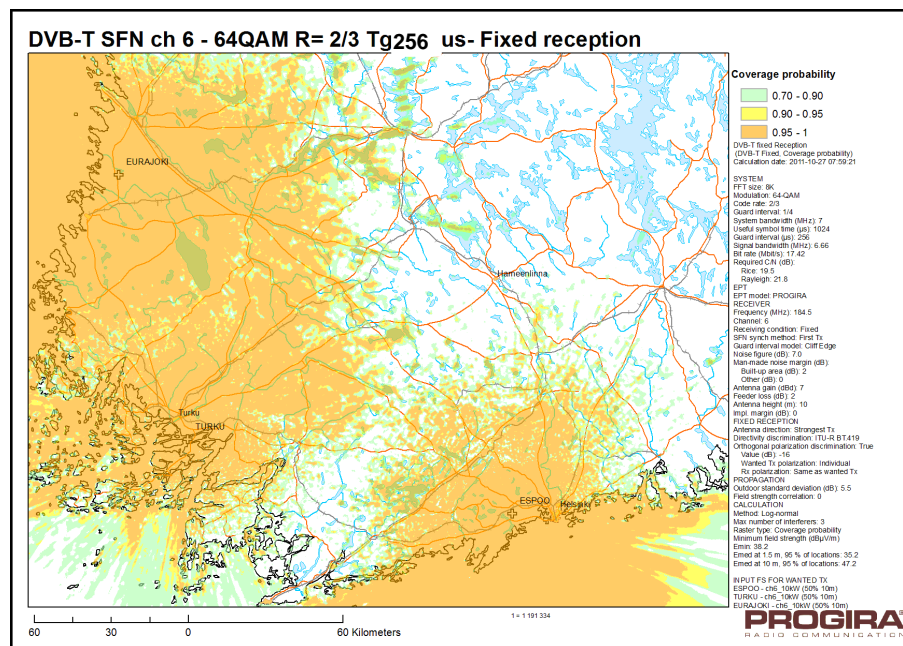 DVB-T SFN ch 6 - 64QAM R= 2/3 Tg256 us- Fixed reception
Coverage probability
0.70 - 0.90
0.90 - 0.95
0.95 - 1
DVB-T fixed Reception
(DVB-T Fixed, Coverage probability)
Calculation date: 2011-10-27 07:59:21
SYSTEM
FFT size: 8K
Modulation: 64-QAM
Code rate: 2/3
Guard interval: 1/4
System bandwidth (MHz): 7
Useful symbol time (µs): 1024
Guard interval (µs): 256
Signal bandwidth (MHz): 6.66
Bit rate (Mbit/s): 17.42
Required C/N (dB):
Rice: 19.5
Rayleigh: 21.8
EPT
EPT model: PROGIRA
RECEIVER
Frequency (MHz): 184.5
Channel: 6
Receiving condition: Fixed
SFN synch method: First Tx
Guard interval model: Cliff Edge
Noise figure (dB): 7.0
Man-made noise margin (dB):
Built-up area (dB): 2
Other (dB): 0
Antenna gain (dBd): 7
Feeder loss (dB): 2
Antenna height (m): 10
Impl. margin (dB): 0
FIXED RECEPTION
Antenna direction: Strongest Tx
Directivity discrimination: ITU-R BT.419
Orthogonal polarization discrimination: True
Value (dB): -16
Wanted Tx polarization: Individual
Rx polarization: Same as wanted Tx
PROPAGATION
Outdoor standard deviation (dB): 5.5
Field strength correlation: 0
CALCULATION
Method: Log-normal
Max number of interferers: 3
Raster type: Coverage probability
Minimum field strength (dBµV/m)
Emin: 38.2
Emed at 1.5 m, 95 % of locations: 35.2
Emed at 10 m, 95 % of locations: 47.2
INPUT FS FOR WANTED TX
ESPOO - ch6_10kW (50% 10m)
TURKU - ch6_10kW (50% 10m)
EURAJOKI - ch6_10kW (50% 10m)
EURAJOKI
Hameenlinna
Turku
TURKU
ESPOO
Helsinki
60 30 0 60 Kilometers
1 = 1 191 334
PROGIRA®
RADIO COMMUNICATION